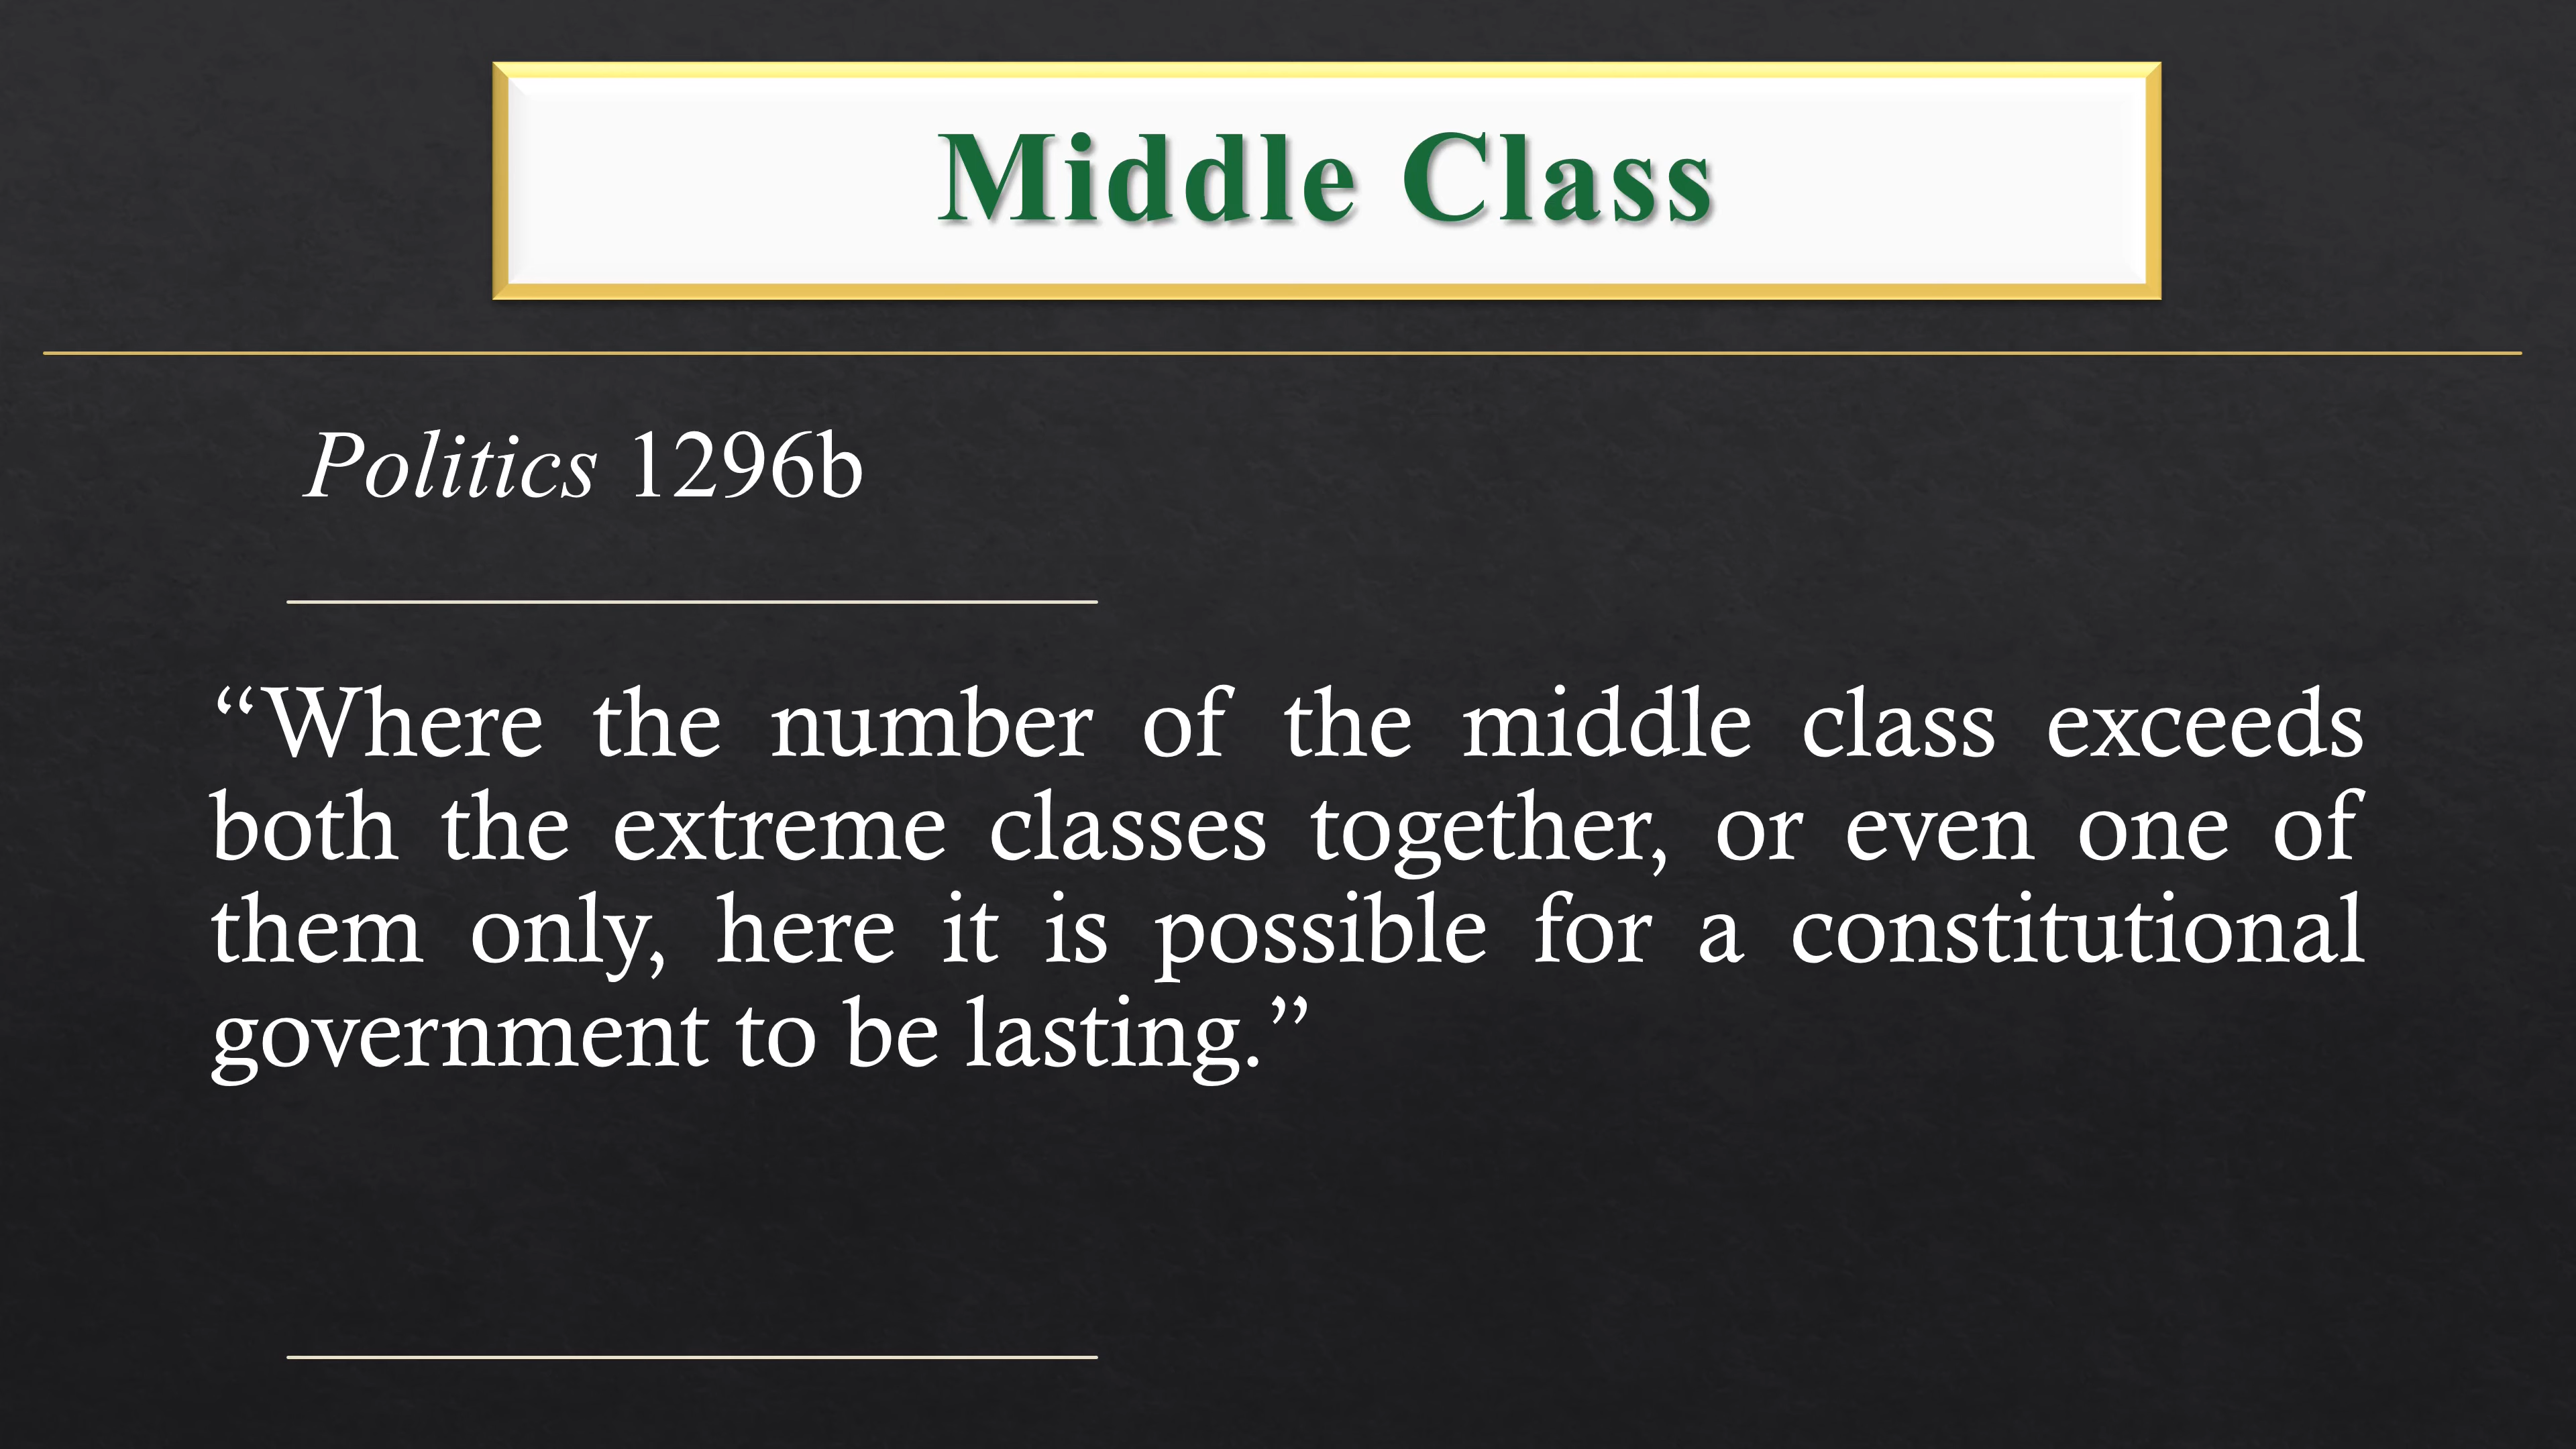 Middle Class
Politics 1296b
“Where the number of the middle class exceeds
both the extreme classes together, or even one of
them only, here it is possible for a constitutional
government to be lasting.”